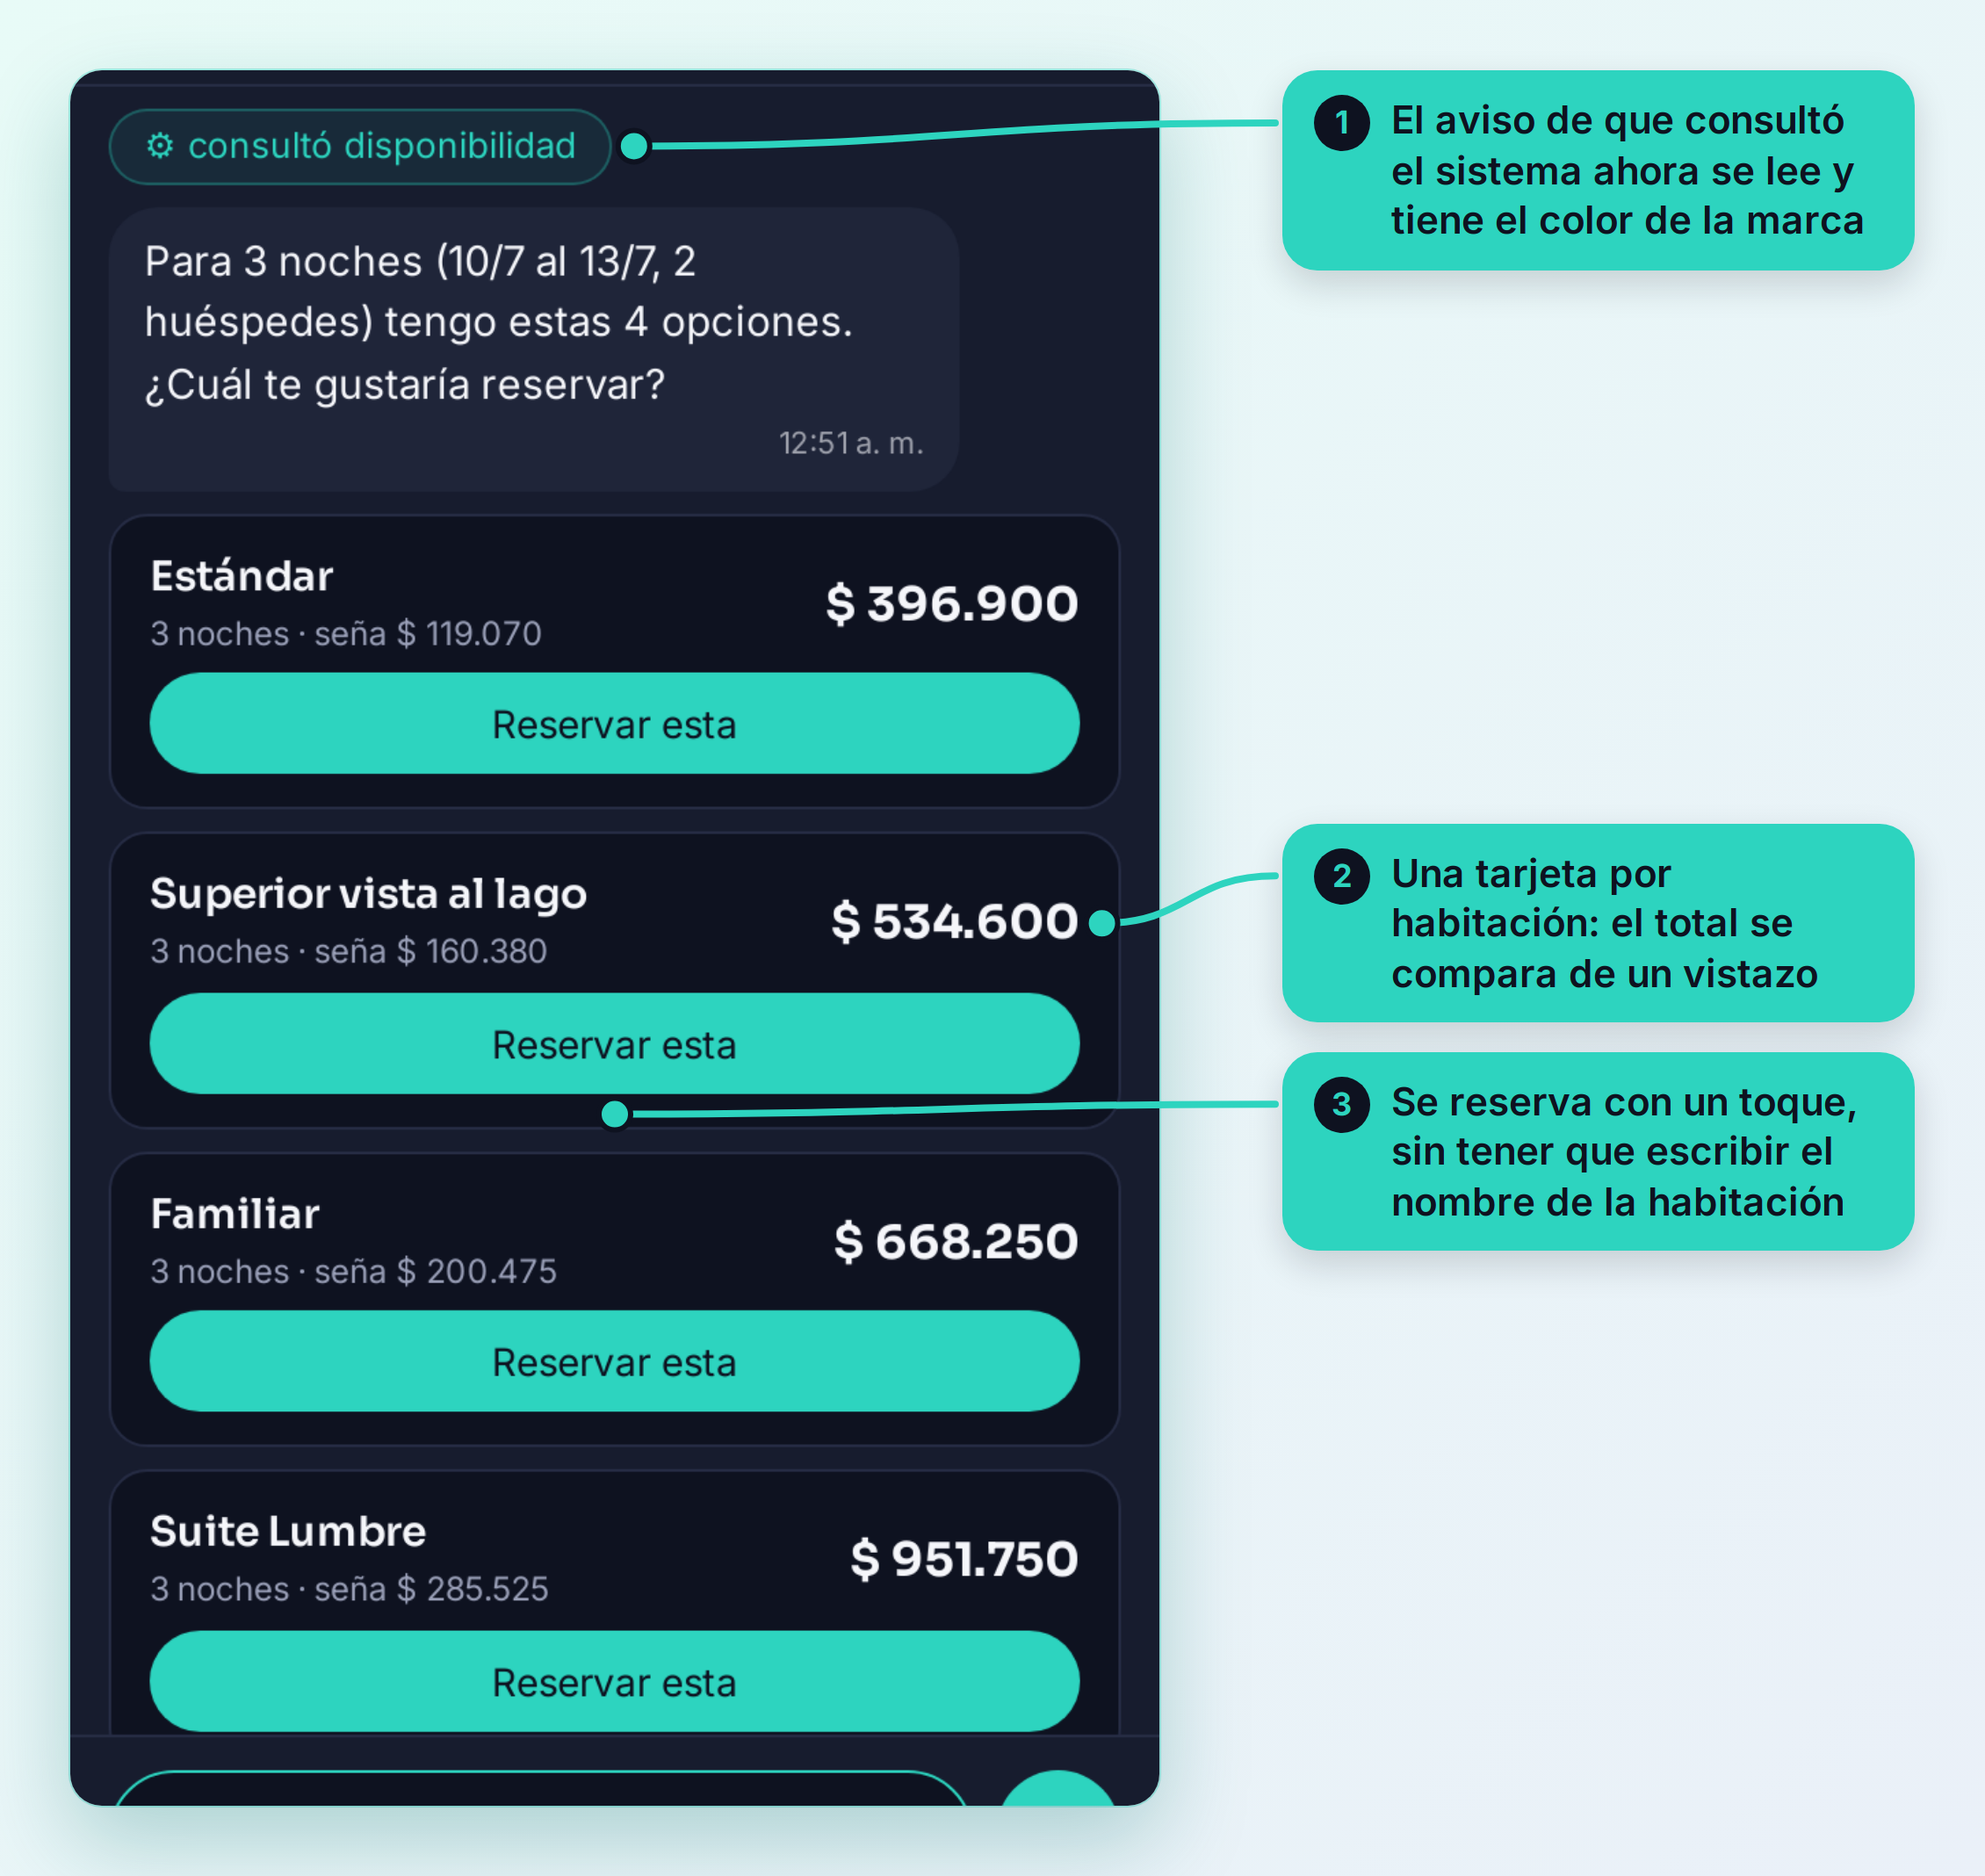 ⚙ consultó disponibilidad
Para 3 noches (10/7 al 13/7, 2
huéspedes) tengo estas 4 opciones.
¿Cuál te gustaría reservar?
12:51 a. m.
Estándar
3 noches · seña $ 119.070
$ 396.900
Reservar esta
Superior vista al lago
3 noches · seña $ 160.380
$ 534.600
Reservar esta
Familiar
3 noches · seña $ 200.475
$ 668.250
Reservar esta
Suite Lumbre
3 noches · seña $ 285.525
$ 951.750
Reservar esta
1
El aviso de que consultó
el sistema ahora se lee y
tiene el color de la marca
2
Una tarjeta por
habitación: el total se
compara de un vistazo
3
Se reserva con un toque,
sin tener que escribir el
nombre de la habitación